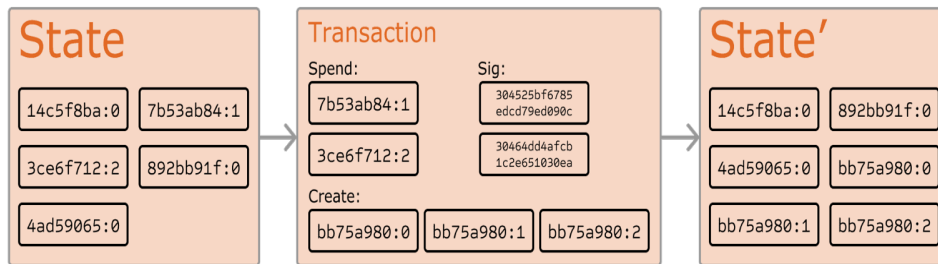 State
14c5f8ba:0 7b53ab84:1
3ce6f712:2 892bb91f:0
4ad59065:0
Transaction
Spend: Sig:
7b53ab84:1 304525bf6785
edcd79ed090c
3ce6f712:2 30464dd4afcb
1c2e651030ea
Create:
bb75a980:0 bb75a980:1 bb75a980:2
State’
14c5f8ba:0 892bb91f:0
4ad59065:0 bb75a980:0
bb75a980:1 bb75a980:2